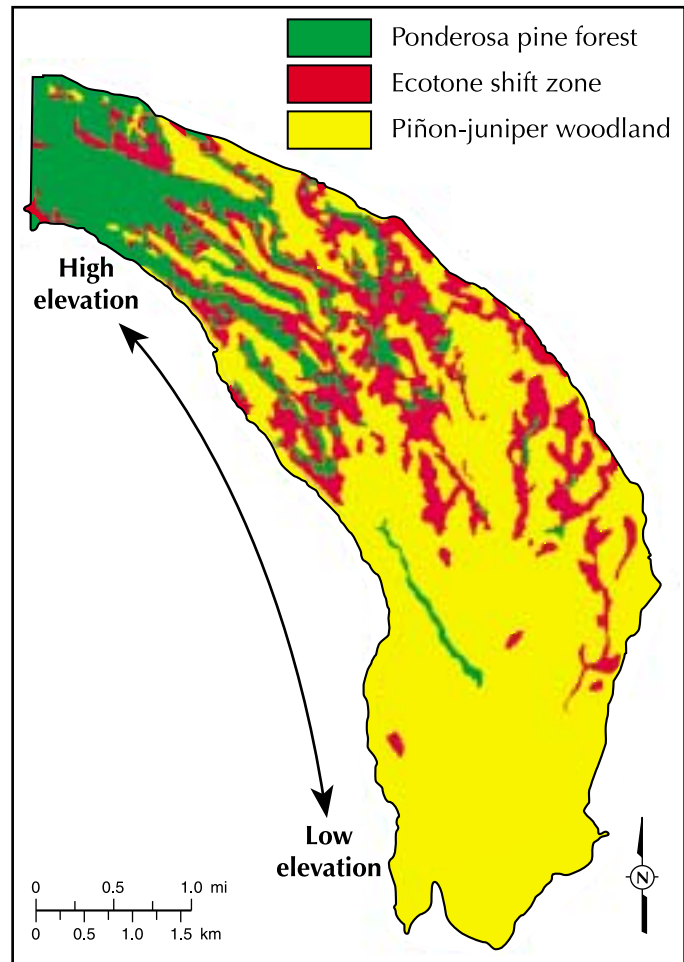 Ponderosa pine forest
Ecotone shift zone
Piñon-juniper woodland
High
elevation
Low
elevation
0 0.5 1.0 mi
0 0.5 1.0 1.5 km
N